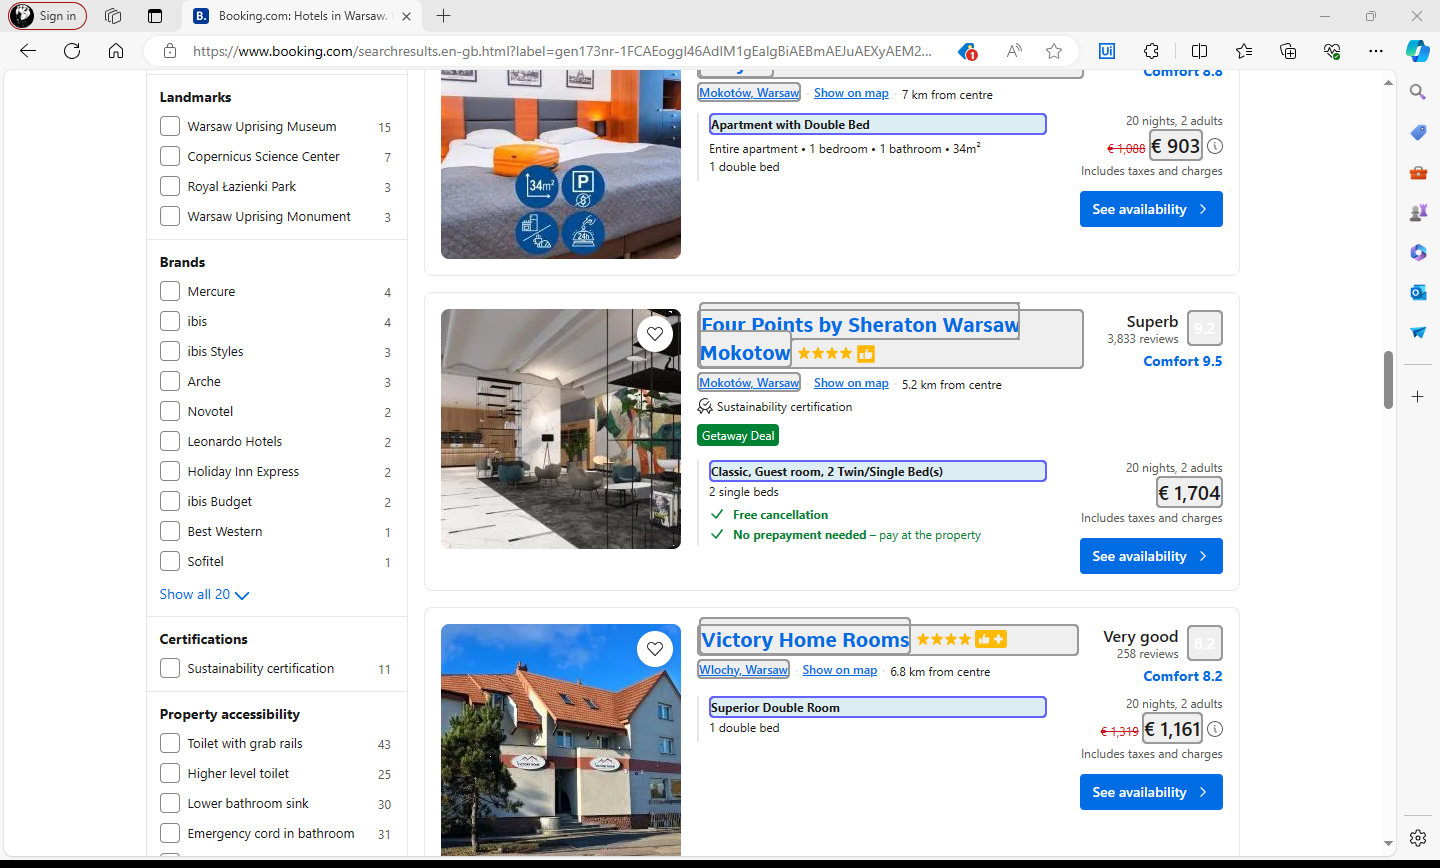 Sign in
Booking.com: Hotels in Warsaw.
https://www.booking.com/searchresults.en-gb.html?label=gen173nr-1FCAEoggI46AdIM1gEaIgBiAEBmAEJuAEXyAEM2...
1
Landmarks
Warsaw Uprising Museum 15
Copernicus Science Center 7
Royal Łazienki Park 3
Warsaw Uprising Monument 3
Brands
Mercure 4
ibis 4
ibis Styles 3
Arche 3
Novotel 2
Leonardo Hotels 2
Holiday Inn Express 2
ibis Budget 2
Best Western 1
Sofitel 1
Show all 20
Certifications
Sustainability certification 11
Property accessibility
Toilet with grab rails 43
Higher level toilet 25
Lower bathroom sink 30
Emergency cord in bathroom 31
Comfort 8.8
Mokotów, Warsaw Show on map 7 km from centre
Apartment with Double Bed
Entire apartment • 1 bedroom • 1 bathroom • 34m²
1 double bed
20 nights, 2 adults
€ 1,088 € 903
Includes taxes and charges
See availability
34m²
P
24h
Four Points by Sheraton Warsaw
Mokotow
Superb 9.2
3,833 reviews
Comfort 9.5
Mokotów, Warsaw Show on map 5.2 km from centre
Sustainability certification
Getaway Deal
Classic, Guest room, 2 Twin/Single Bed(s)
2 single beds
Free cancellation
No prepayment needed – pay at the property
20 nights, 2 adults
€ 1,704
Includes taxes and charges
See availability
Victory Home Rooms
Very good 8.2
258 reviews
Comfort 8.2
Wlochy, Warsaw Show on map 6.8 km from centre
Superior Double Room
1 double bed
20 nights, 2 adults
€ 1,319 € 1,161
Includes taxes and charges
See availability
VICTORY HOME